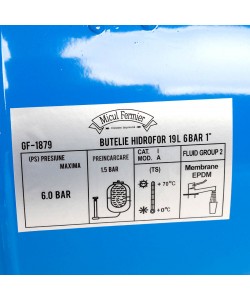 Micul Fermier
GF-1879
BUTELIE HIDROFOR 19L 6BAR 1"
(PS) PRESIUNE
MAXIMA
6.0 BAR
PREINCARCARE
1.5 BAR
CAT. I
MOD. A
(TS)
+ 70°C
+0°C
FLUID GROUP 2
Membrane
EPDM